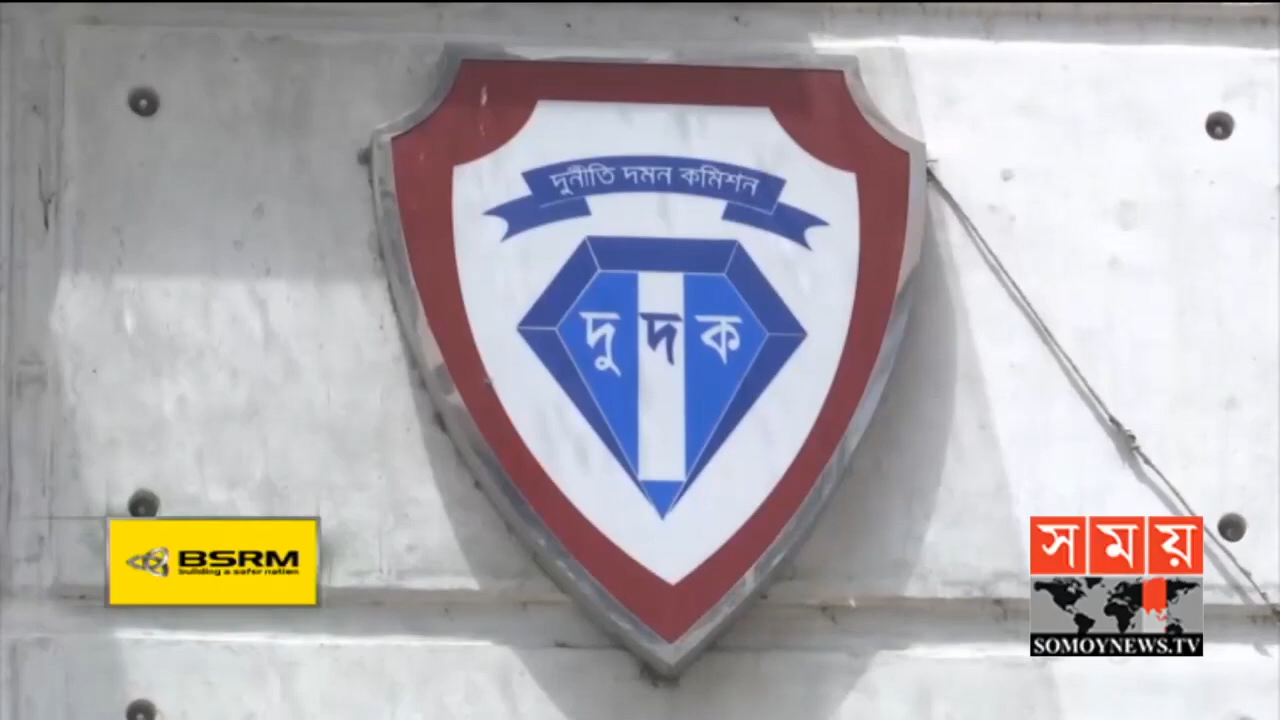 দুর্নীতি দমন কমিশন
দুদক
BSRM
building a safer nation
সময়
SOMOYNEWS.TV